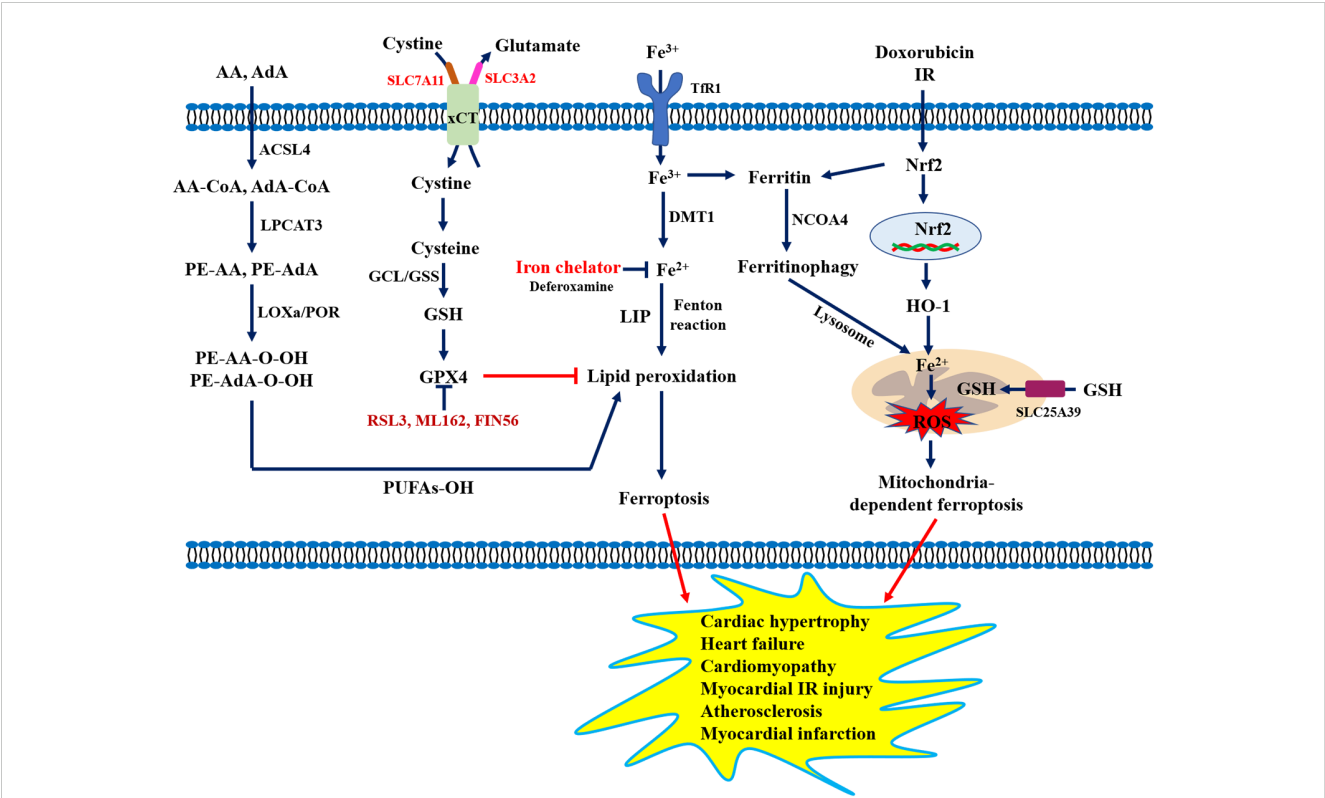 Cystine
Glutamate
Fe3+
Doxorubicin
IR
AA, AdA
SLC7A11
SLC3A2
TfR1
xCT
ACSL4
AA-CoA, AdA-CoA
Cystine
Fe3+
Ferritin
Nrf2
LPCAT3
DMT1
NCOA4
Nrf2
Cysteine
PE-AA, PE-AdA
GCL/GSS
Iron chelator
Deferoxamine
Fe2+
Ferritinophagy
LOXa/POR
GSH
LIP
Fenton
reaction
Lysosome
HO-1
PE-AA-O-OH
PE-AdA-O-OH
GPX4
Lipid peroxidation
Fe2+
GSH
GSH
SLC25A39
RSL3, ML162, FIN56
ROS
PUFAs-OH
Ferroptosis
Mitochondria-
dependent ferroptosis
Cardiac hypertrophy
Heart failure
Cardiomyopathy
Myocardial IR injury
Atherosclerosis
Myocardial infarction